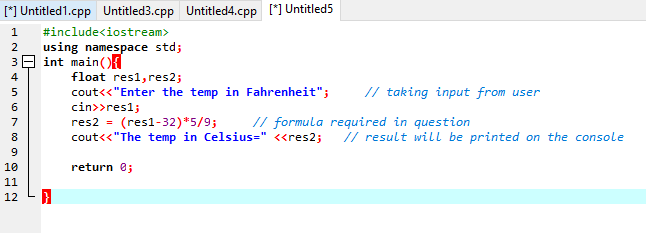 [*] Untitled1.cpp Untitled3.cpp Untitled4.cpp [*] Untitled5
1 #include<iostream>
2 using namespace std;
3 int main(){
4 float res1,res2;
5 cout<<"Enter the temp in Fahrenheit"; // taking input from user
6 cin>>res1;
7 res2 = (res1-32)*5/9; // formula required in question
8 cout<<"The temp in Celsius=" <<res2; // result will be printed on the console
9
10 return 0;
11
12 }